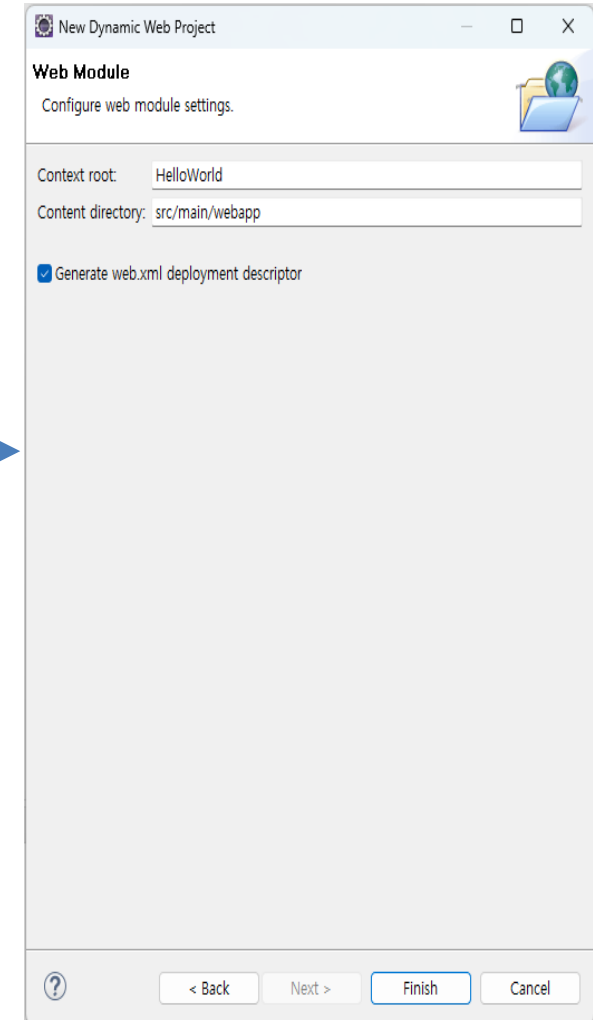 New Dynamic Web Project
Web Module
Configure web module settings.
Context root: HelloWorld
Content directory: src/main/webapp
Generate web.xml deployment descriptor
?
< Back Next > Finish Cancel